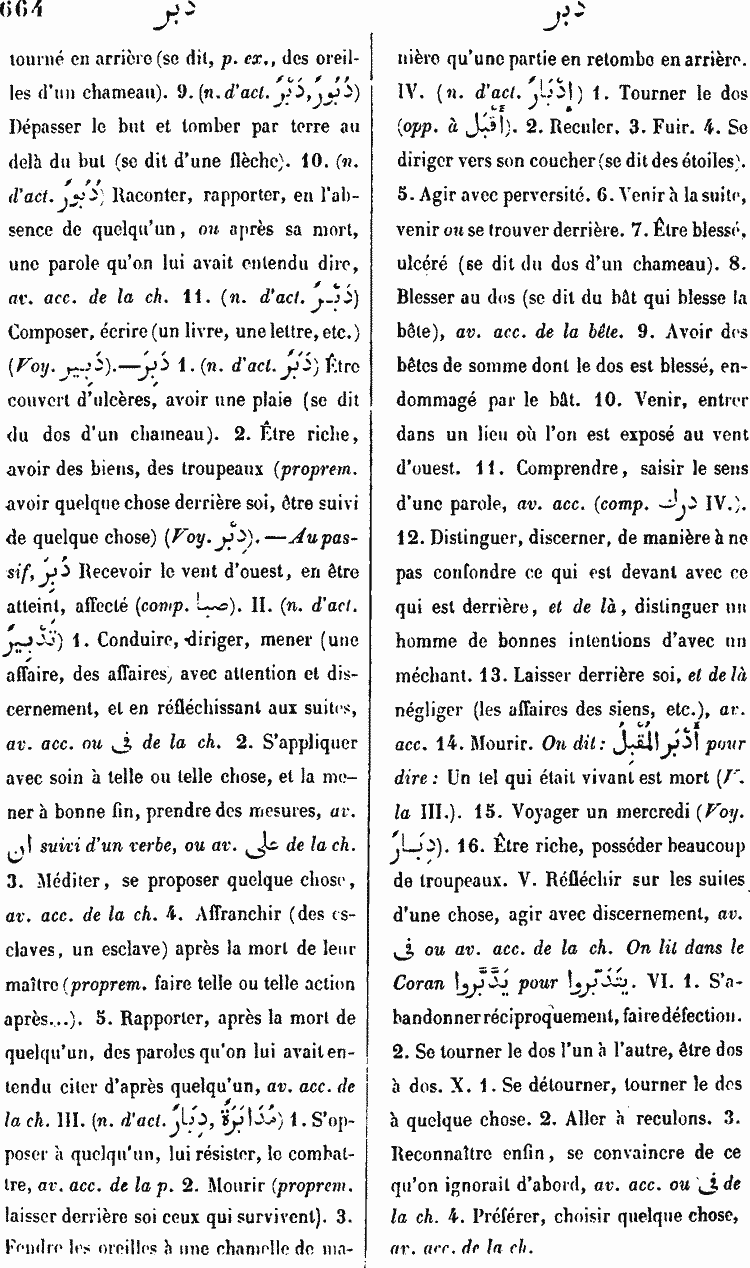 664
دبر
دبر
tourné en arrière (se dit, p. ex., des oreil-
les d'un chameau). 9. (n. d'act. دُبُورٌ, دَبْرٌ)
Dépasser le but et tomber par terre au
delà du but (se dit d'une flèche). 10. (n.
d'act. دُبُورٌ) Raconter, rapporter, en l'ab-
sence de quelqu'un, ou après sa mort,
une parole qu'on lui avait entendu dire,
av. acc. de la ch. 11. (n. d'act. دَبْرٌ)
Composer, écrire (un livre, une lettre, etc.)
(Voy. دبير). — دَبِرَ 1. (n. d'act. دَبَرٌ) Être
couvert d'ulcères, avoir une plaie (se dit
du dos d'un chameau). 2. Être riche,
avoir des biens, des troupeaux (proprem.
avoir quelque chose derrière soi, être suivi
de quelque chose) (Voy. دبر). — Au pas-
sif, دُبِرَ Recevoir le vent d'ouest, en être
atteint, affecté (comp. صبا). II. (n. d'act.
تَدْبِيرٌ) 1. Conduire, diriger, mener (une
affaire, des affaires, avec attention et dis-
cernement, et en réfléchissant aux suites,
av. acc. ou فى de la ch. 2. S'appliquer
avec soin à telle ou telle chose, et la me-
ner à bonne fin, prendre des mesures, av.
ان suivi d'un verbe, ou av. على de la ch.
3. Méditer, se proposer quelque chose,
av. acc. de la ch. 4. Affranchir (des es-
claves, un esclave) après la mort de leur
maître (proprem. faire telle ou telle action
après...). 5. Rapporter, après la mort de
quelqu'un, des paroles qu'on lui avait en-
tendu citer d'après quelqu'un, av. acc. de
la ch. III. (n. d'act. مُدَابَرَةٌ, دِبَارٌ) 1. S'op-
poser à quelqu'un, lui résister, le combat-
tre, av. acc. de la p. 2. Mourir (proprem.
laisser derrière soi ceux qui survivent). 3.
Fendre les oreilles à une chamelle de ma-
nière qu'une partie en retombe en arrière.
IV. (n. d'act. إِدْبَارٌ) 1. Tourner le dos
(opp. à أَقْبَلَ). 2. Reculer. 3. Fuir. 4. Se
diriger vers son coucher (se dit des étoiles).
5. Agir avec perversité. 6. Venir à la suite,
venir ou se trouver derrière. 7. Être blessé,
ulcéré (se dit du dos d'un chameau). 8.
Blesser au dos (se dit du bât qui blesse la
bête), av. acc. de la bête. 9. Avoir des
bêtes de somme dont le dos est blessé, en-
dommagé par le bât. 10. Venir, entrer
dans un lieu où l'on est exposé au vent
d'ouest. 11. Comprendre, saisir le sens
d'une parole, av. acc. (comp. درك IV.).
12. Distinguer, discerner, de manière à ne
pas confondre ce qui est devant avec ce
qui est derrière, et de là, distinguer un
homme de bonnes intentions d'avec un
méchant. 13. Laisser derrière soi, et de là
négliger (les affaires des siens, etc.), av.
acc. 14. Mourir. On dit: أَدْبَرَ المُقْبِلُ pour
dire: Un tel qui était vivant est mort (V.
la III.). 15. Voyager un mercredi (Voy.
دُبَارٌ). 16. Être riche, posséder beaucoup
de troupeaux. V. Réfléchir sur les suites
d'une chose, agir avec discernement, av.
فى ou av. acc. de la ch. On lit dans le
Coran يَدَّبَّرُوا pour يَتَدَبَّرُوا. VI. 1. S'a-
bandonner réciproquement, faire défection.
2. Se tourner le dos l'un à l'autre, être dos
à dos. X. 1. Se détourner, tourner le dos
à quelque chose. 2. Aller à reculons. 3.
Reconnaître enfin, se convaincre de ce
qu'on ignorait d'abord, av. acc. ou فى de
la ch. 4. Préférer, choisir quelque chose,
av. acc. de la ch.